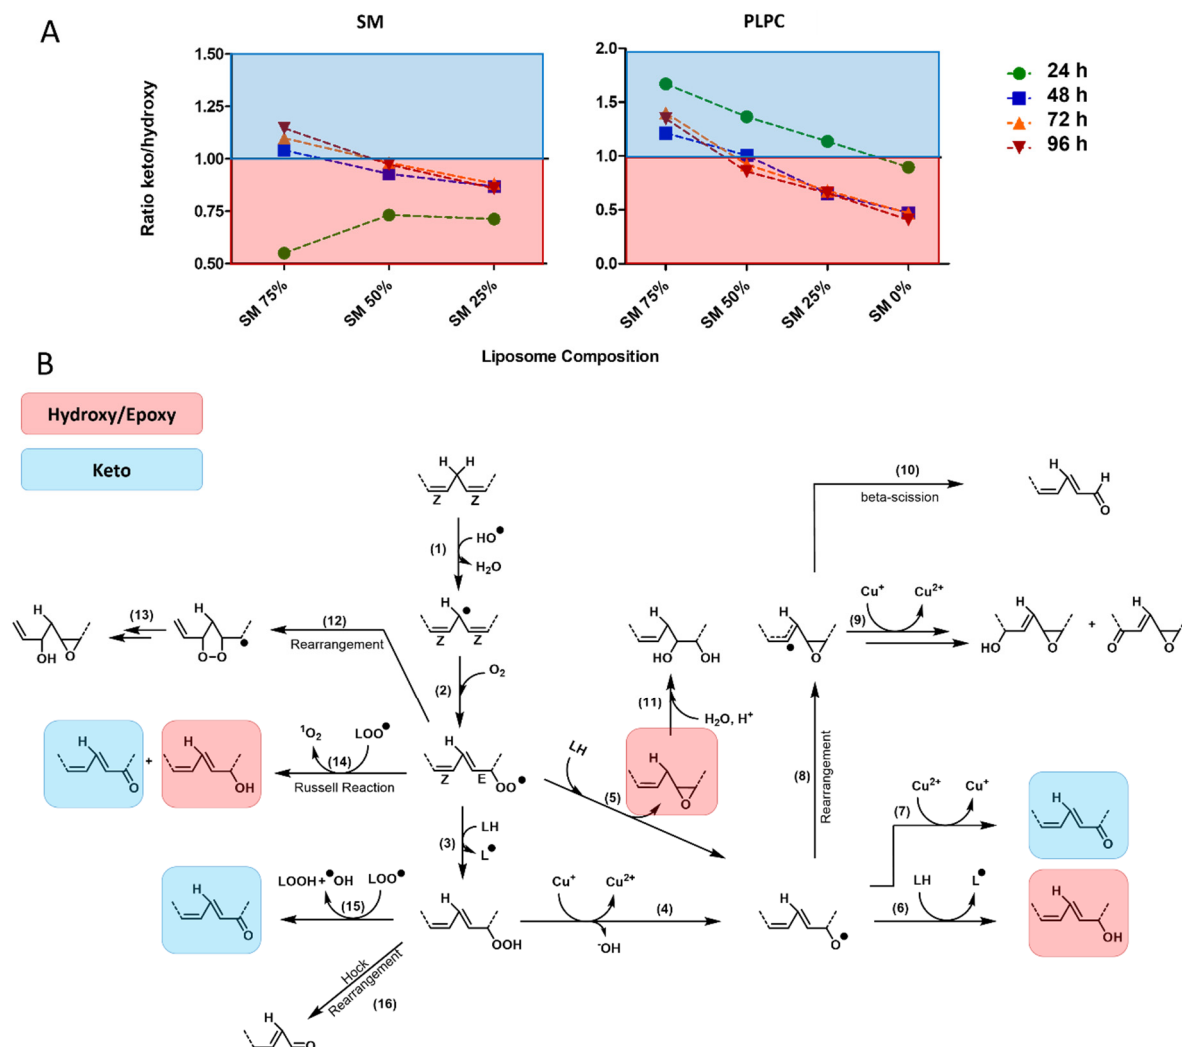 A
SM
PLPC
Ratio keto/hydroxy
1.50
1.25
1.00
0.75
0.50
SM 75%
SM 50%
SM 25%
2.0
1.5
1.0
0.5
0.0
SM 75%
SM 50%
SM 25%
SM 0%
24 h
48 h
72 h
96 h
Liposome Composition
B
Hydroxy/Epoxy
Keto
H H
Z Z
(1) HO●
H₂O
H
Z Z
(2) O₂
H
Z E OO●
(12)
Rearrangement
(13)
H
O-O
H
OH O
¹O₂ LOO●
(14)
Russell Reaction
H
O
+
H
OH
(3) LH
L●
H
OOH
LOOH+●OH LOO●
(15)
H
O
Hock
Rearrangement
(16)
H
O
Cu⁺ Cu²⁺
(4)
⁻OH
LH
(5)
H
O
(11)
H₂O, H⁺
H
HO OH
H
O●
(8)
Rearrangement
H
O
(10)
beta-scission
H H
O
Cu⁺ Cu²⁺
(9)
H
HO O
+
H
O O
(7) Cu²⁺ Cu⁺
H
O
LH L●
(6)
H
OH